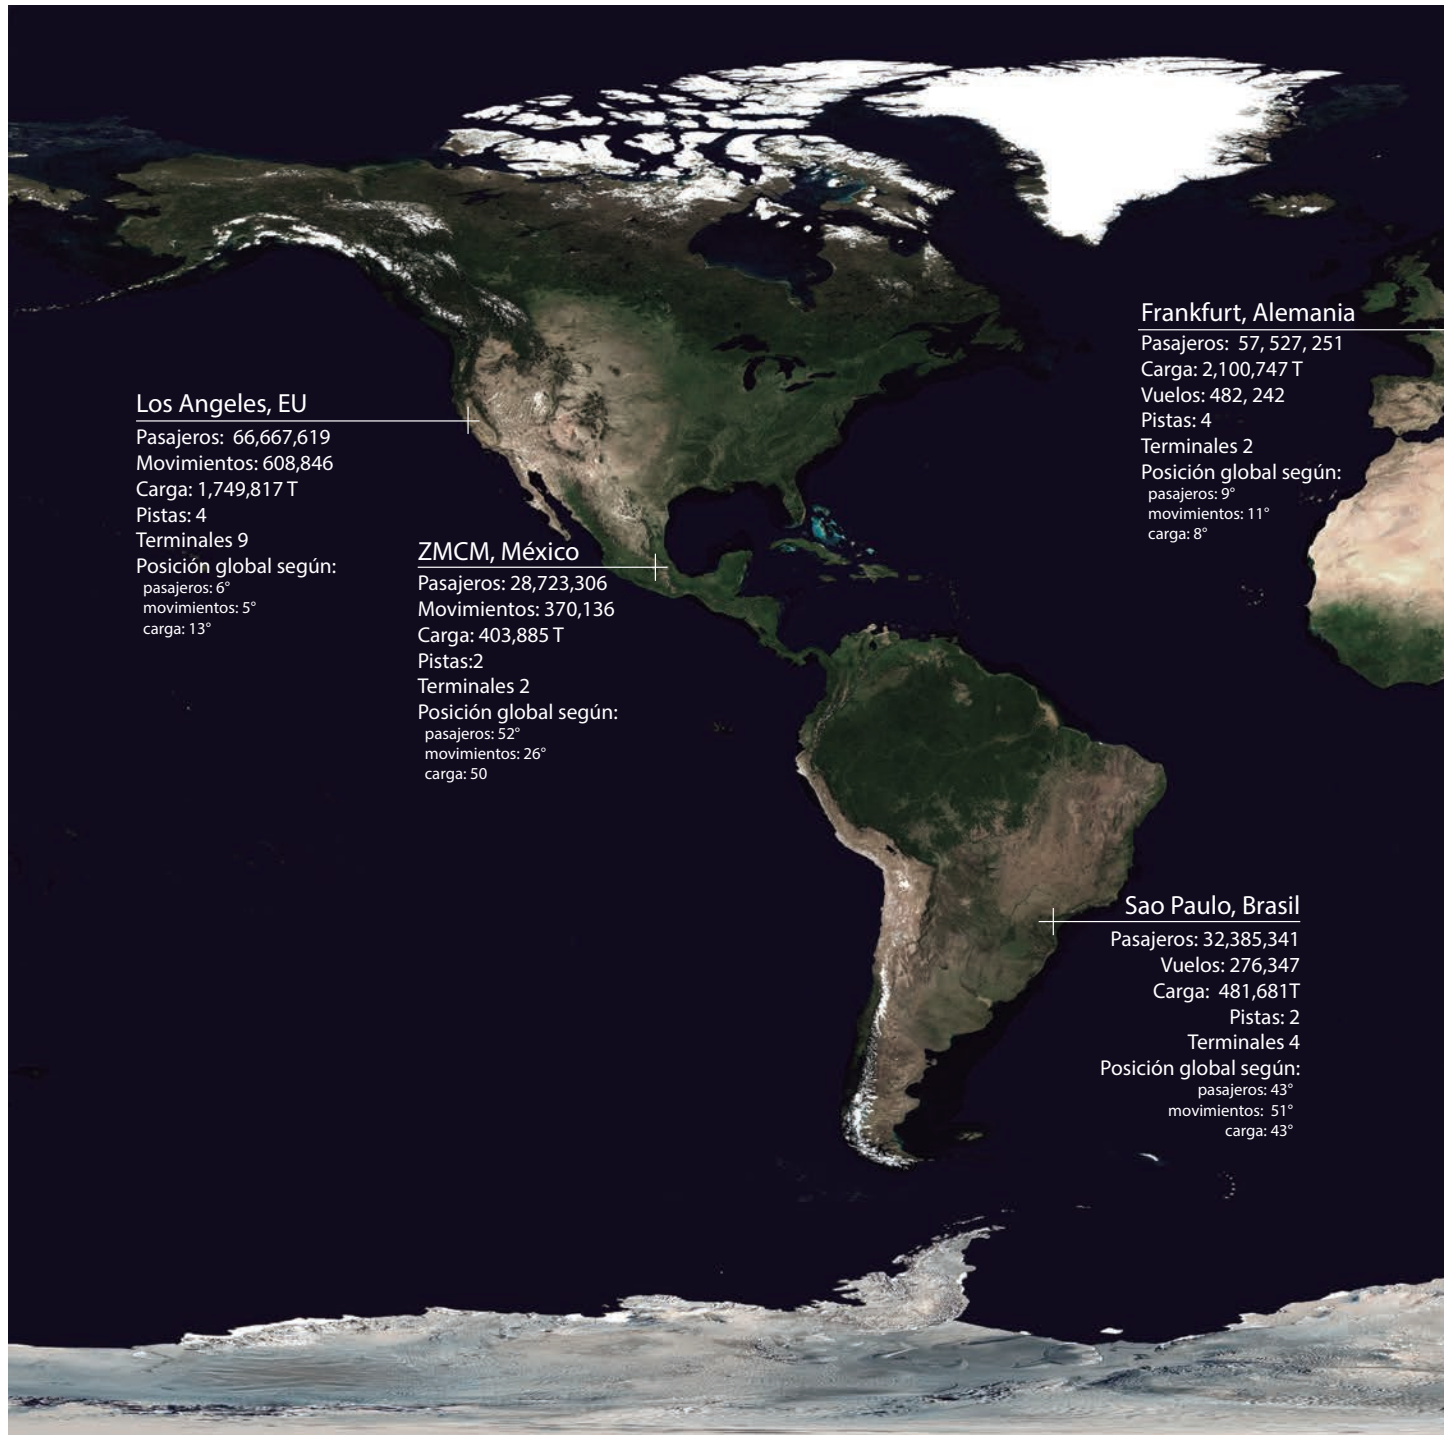 Los Angeles, EU
Pasajeros: 66,667,619
Movimientos: 608,846
Carga: 1,749,817 T
Pistas: 4
Terminales 9
Posición global según:
pasajeros: 6°
movimientos: 5°
carga: 13°
ZMCM, México
Pasajeros: 28,723,306
Movimientos: 370,136
Carga: 403,885 T
Pistas:2
Terminales 2
Posición global según:
pasajeros: 52°
movimientos: 26°
carga: 50
Frankfurt, Alemania
Pasajeros: 57, 527, 251
Carga: 2,100,747 T
Vuelos: 482, 242
Pistas: 4
Terminales 2
Posición global según:
pasajeros: 9°
movimientos: 11°
carga: 8°
Sao Paulo, Brasil
Pasajeros: 32,385,341
Vuelos: 276,347
Carga: 481,681T
Pistas: 2
Terminales 4
Posición global según:
pasajeros: 43°
movimientos: 51°
carga: 43°